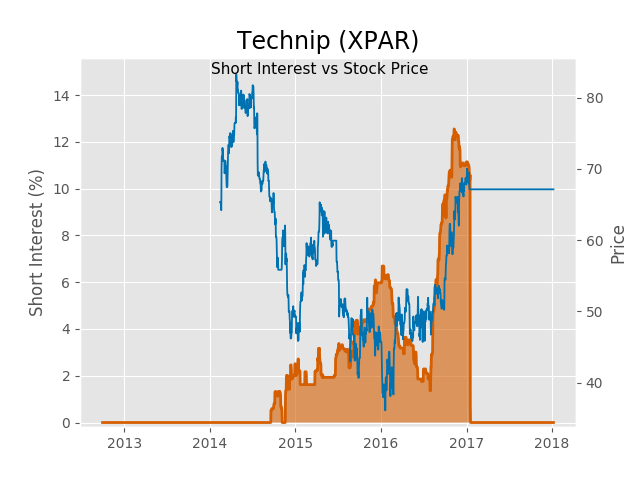 Technip (XPAR)
Short Interest vs Stock Price
Short Interest (%)
14
12
10
8
6
4
2
0
80
70
60
50
40
Price
2013 2014 2015 2016 2017 2018